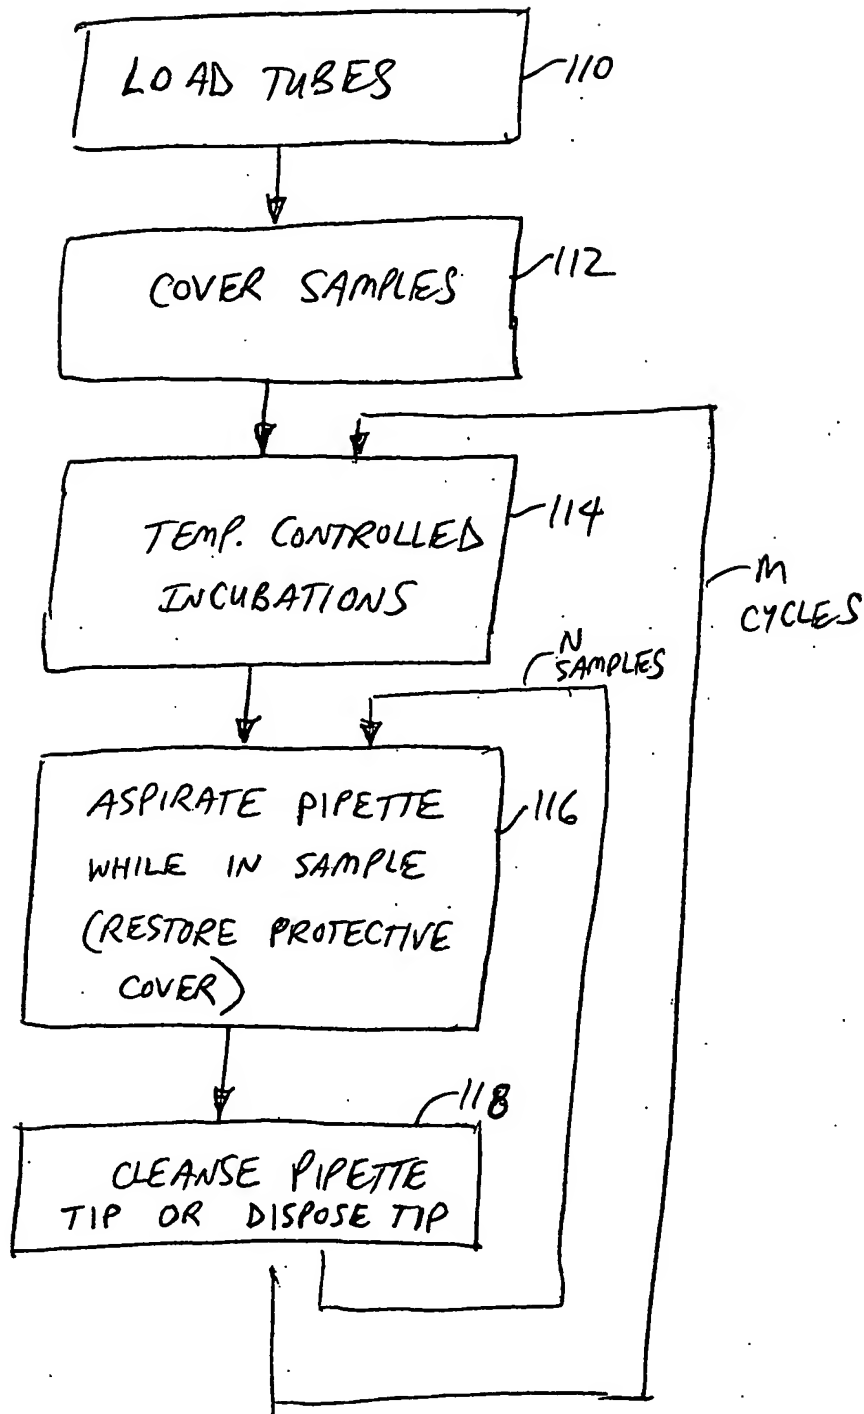 LOAD TUBES
110
COVER SAMPLES
112
TEMP. CONTROLLED
INCUBATIONS
114
M
CYCLES
N
SAMPLES
ASPIRATE PIPETTE
WHILE IN SAMPLE
(RESTORE PROTECTIVE
COVER)
116
118
CLEANSE PIPETTE
TIP OR DISPOSE TIP